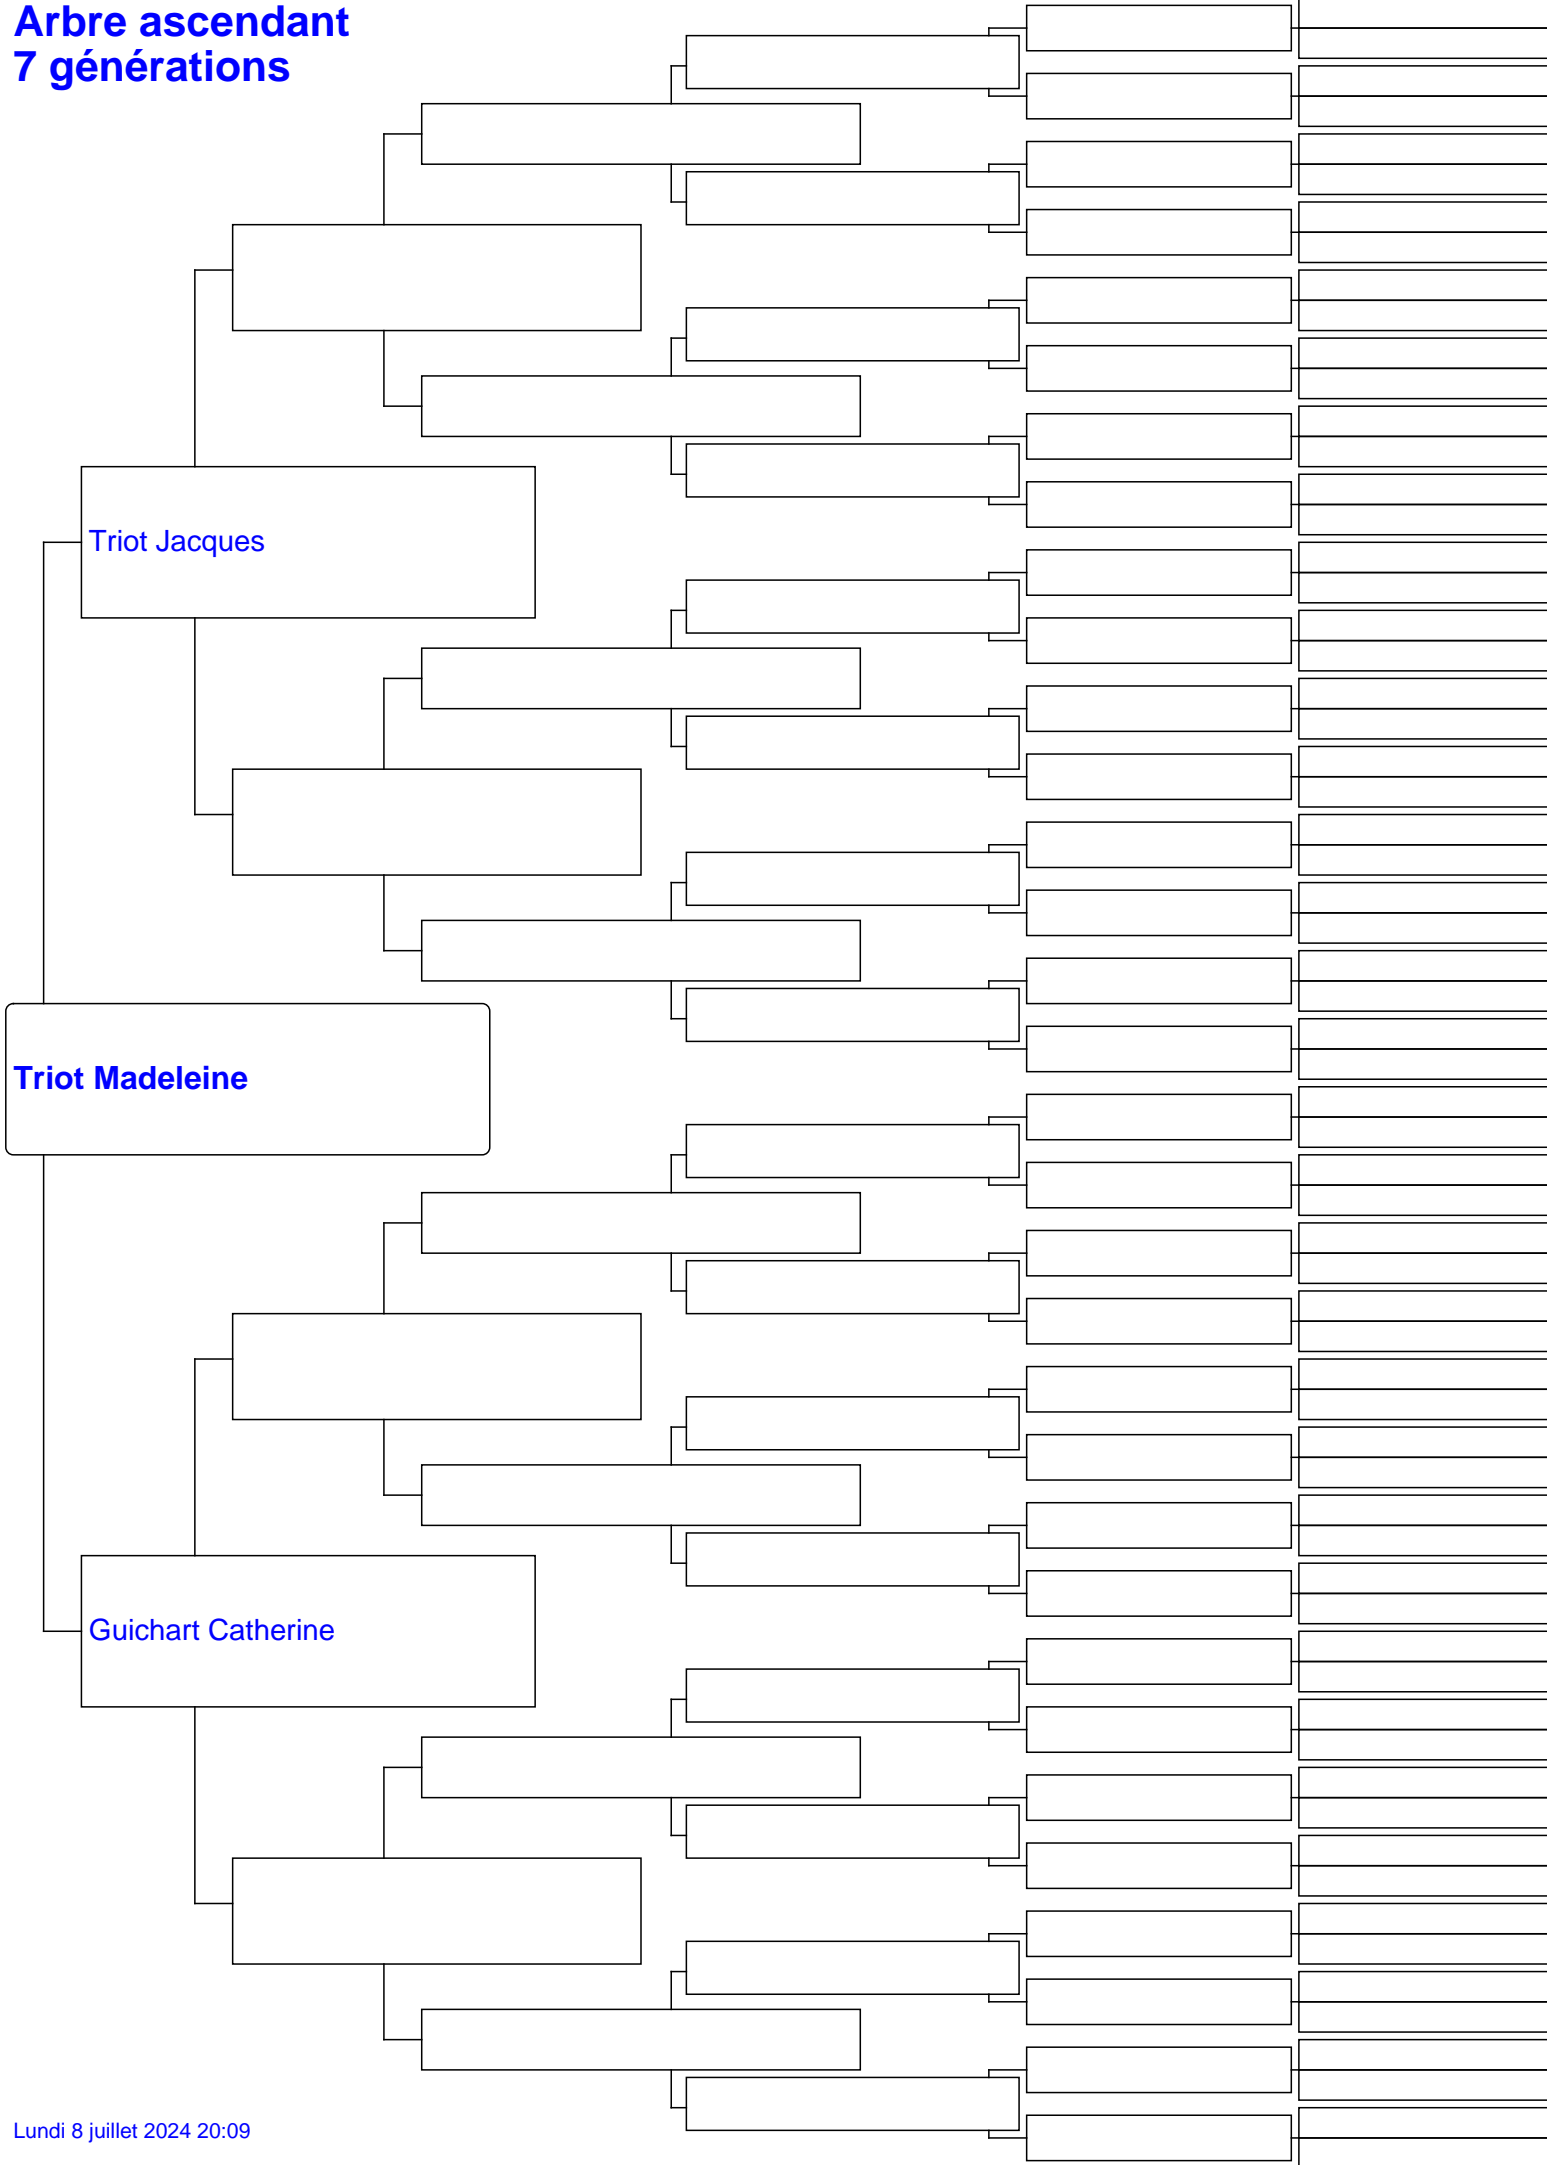 Arbre ascendant
7 générations
Triot Jacques
Triot Madeleine
Guichart Catherine
Lundi 8 juillet 2024 20:09